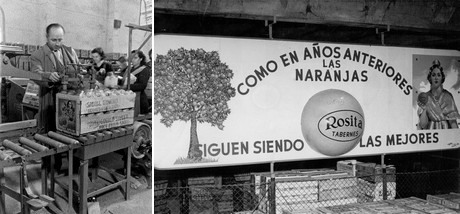 COMO EN AÑOS ANTERIORES
LAS
NARANJAS
Rosita
TABERNES
SIGUEN SIENDO LAS MEJORES